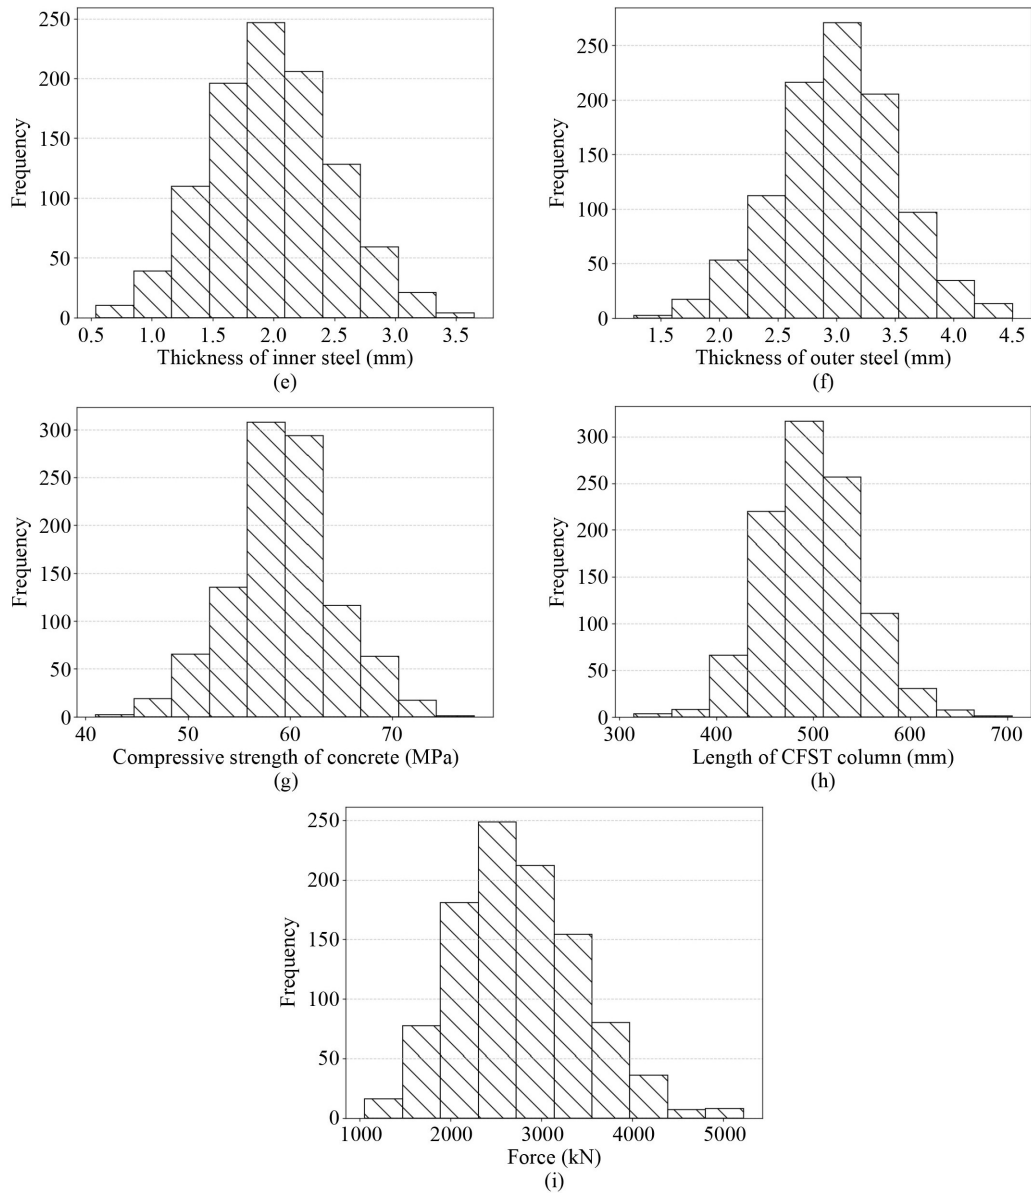 250
200
150
100
50
0
Frequency
0.5 1.0 1.5 2.0 2.5 3.0 3.5
Thickness of inner steel (mm)
(e)
250
200
150
100
50
0
Frequency
1.5 2.0 2.5 3.0 3.5 4.0 4.5
Thickness of outer steel (mm)
(f)
300
250
200
150
100
50
0
Frequency
40 50 60 70
Compressive strength of concrete (MPa)
(g)
300
250
200
150
100
50
0
Frequency
300 400 500 600 700
Length of CFST column (mm)
(h)
250
200
150
100
50
0
Frequency
1000 2000 3000 4000 5000
Force (kN)
(i)